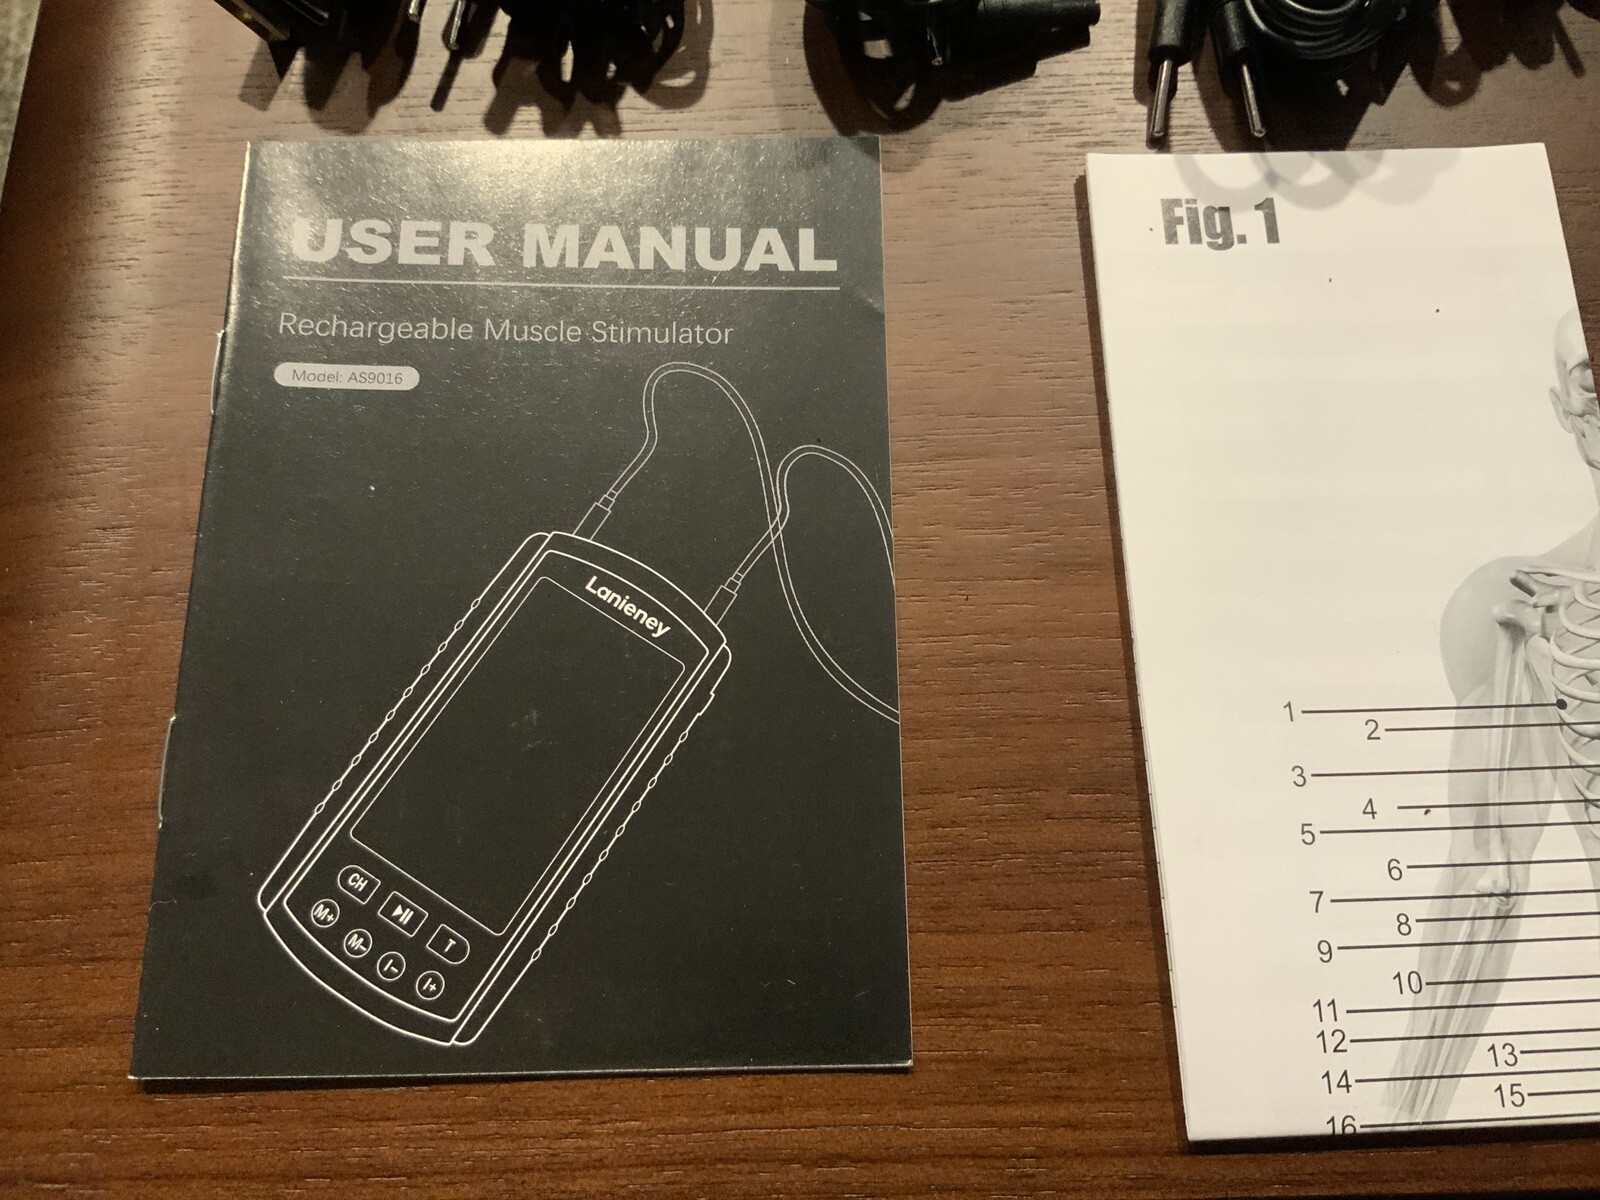 USER MANUAL
Rechargeable Muscle Stimulator
Model: AS9016
Lanieney
CH
T
M+
M-
I-
I+
Fig. 1
1
2
3
4
5
6
7
8
9
10
11
12
13
14
15
16